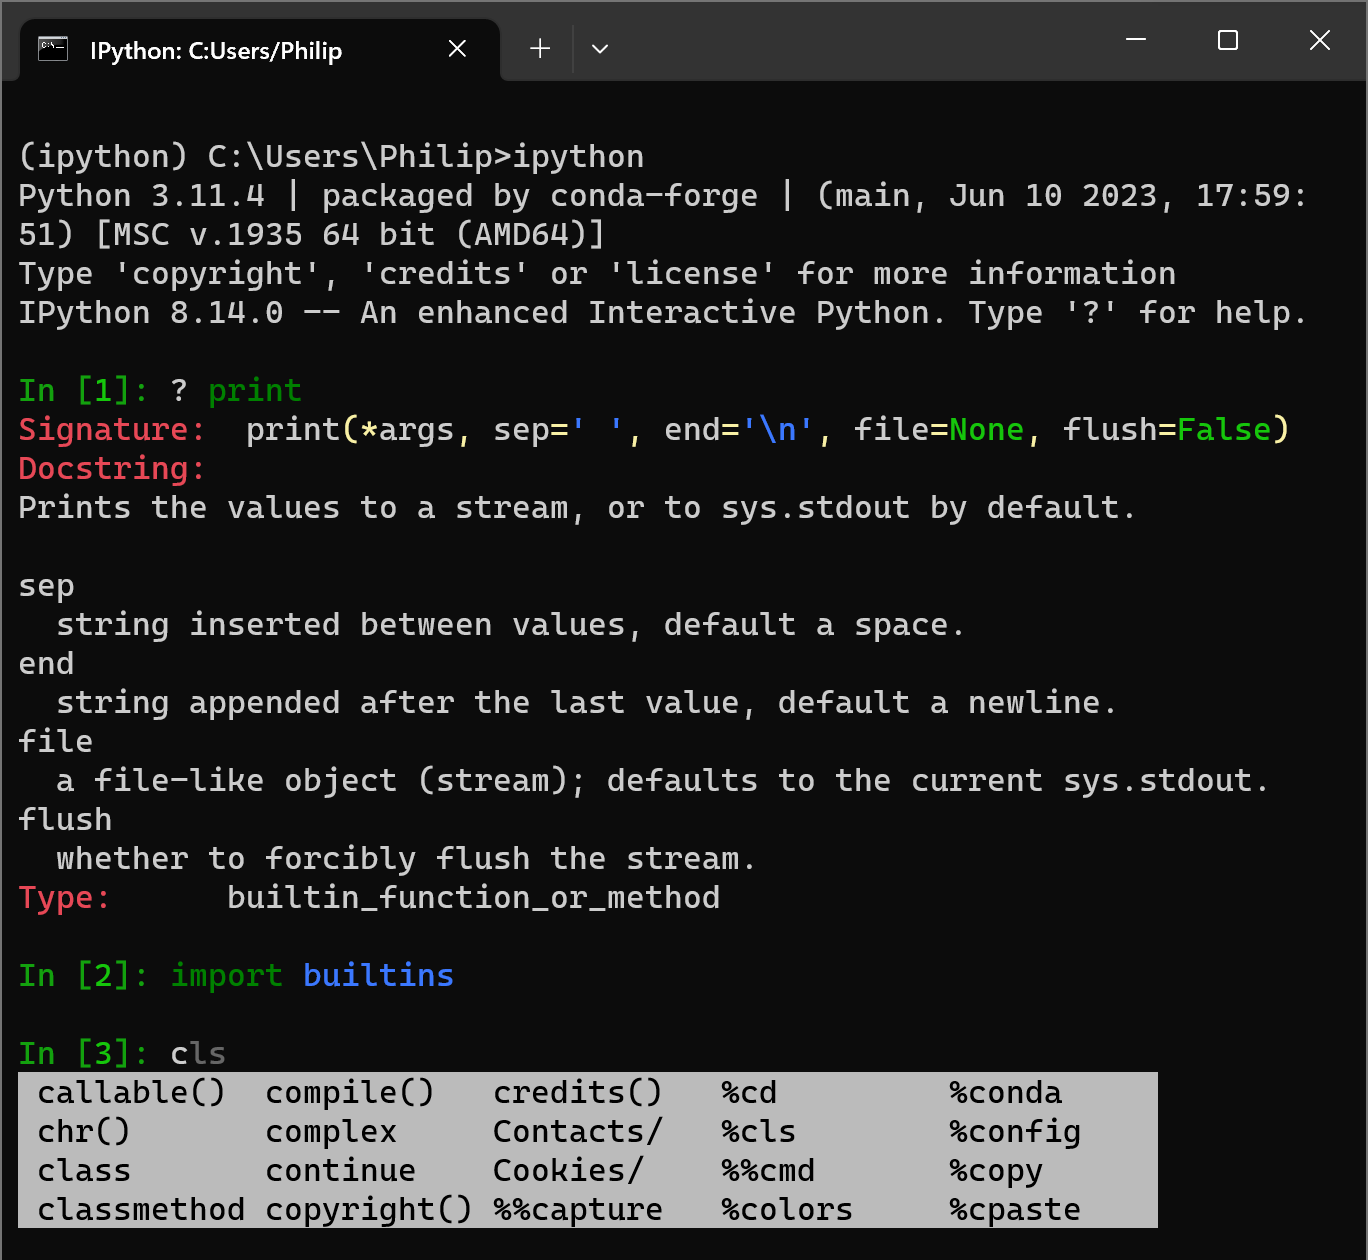 IPython: C:Users/Philip
(ipython) C:\Users\Philip>ipython
Python 3.11.4 | packaged by conda-forge | (main, Jun 10 2023, 17:59:
51) [MSC v.1935 64 bit (AMD64)]
Type 'copyright', 'credits' or 'license' for more information
IPython 8.14.0 -- An enhanced Interactive Python. Type '?' for help.
In [1]: ? print
Signature:  print(*args, sep=' ', end='\n', file=None, flush=False)
Docstring:
Prints the values to a stream, or to sys.stdout by default.
sep
  string inserted between values, default a space.
end
  string appended after the last value, default a newline.
file
  a file-like object (stream); defaults to the current sys.stdout.
flush
  whether to forcibly flush the stream.
Type:      builtin_function_or_method
In [2]: import builtins
In [3]: cls
callable()  compile()   credits()   %cd         %conda
chr()       complex     Contacts/   %cls        %config
class       continue    Cookies/    %%cmd       %copy
classmethod copyright() %%capture   %colors     %cpaste